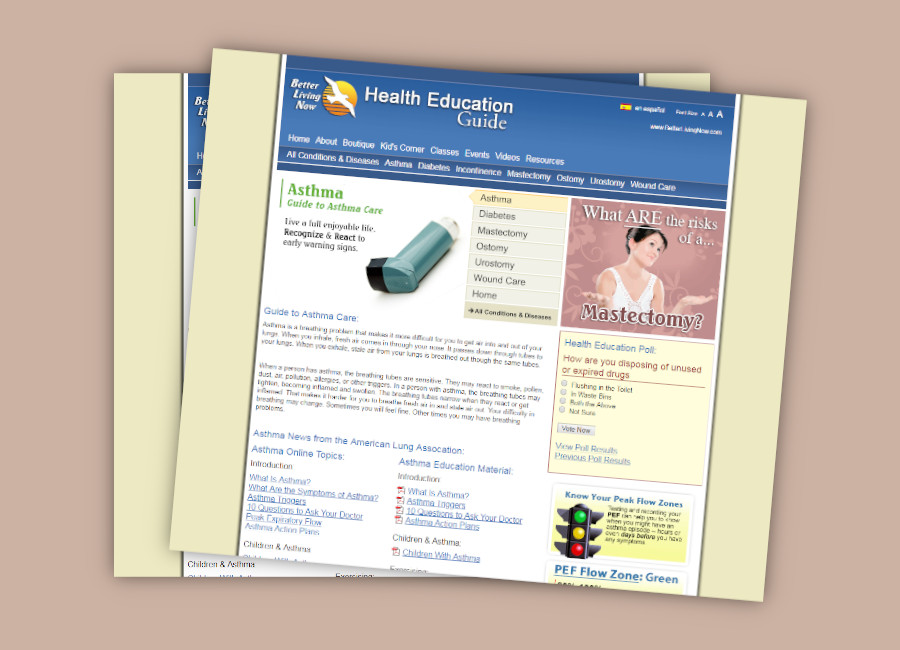 Better
Living
Now
Health Education
Guide
en español
Font Size A A A
www.BetterLivingNow.com
Home About Boutique Kid's Corner Classes Events Videos Resources
All Conditions & Diseases Asthma Diabetes Incontinence Mastectomy Ostomy Urostomy Wound Care
Asthma
Guide to Asthma Care
Live a full enjoyable life.
Recognize & React to
early warning signs.
Asthma
Diabetes
Mastectomy
Ostomy
Urostomy
Wound Care
Home
All Conditions & Diseases
What ARE the risks
of a...
Mastectomy?
Guide to Asthma Care:
Asthma is a breathing problem that makes it more difficult for you to get air into and out of your
lungs. When you inhale, fresh air comes in through your nose. It passes down through tubes to
your lungs. When you exhale, stale air from your lungs is breathed out though the same tubes.
When a person has asthma, the breathing tubes are sensitive. They may react to smoke, pollen,
dust, air, pollution, allergies, or other triggers. In a person with asthma, the breathing tubes may
tighten, becoming inflamed and swollen. The breathing tubes narrow when they react or get
inflamed. That makes it harder for you to breathe fresh air in and stale air out. Your difficulty in
breathing may change. Sometimes you will feel fine. Other times you may have breathing
problems.
Health Education Poll:
How are you disposing of unused
or expired drugs
Flushing in the Toilet
In Waste Bins
Both the Above
Not Sure
Vote Now
View Poll Results
Previous Poll Results
Asthma News from the American Lung Assocation:
Asthma Online Topics:
Introduction
What Is Asthma?
What Are the Symptoms of Asthma?
Asthma Triggers
10 Questions to Ask Your Doctor
Peak Expiratory Flow
Asthma Action Plans
Children & Asthma
Asthma Education Material:
Introduction
What is Asthma?
Asthma Triggers
10 Questions to Ask Your Doctor
Asthma Action Plans
Children & Asthma:
Children With Asthma
Know Your Peak Flow Zones
Testing and recording your
PEF can help you to know
when you might have an
asthma episode – hours or
even days before you have
any symptoms.
PEF Flow Zone: Green
Children & Asthma
Exercising: